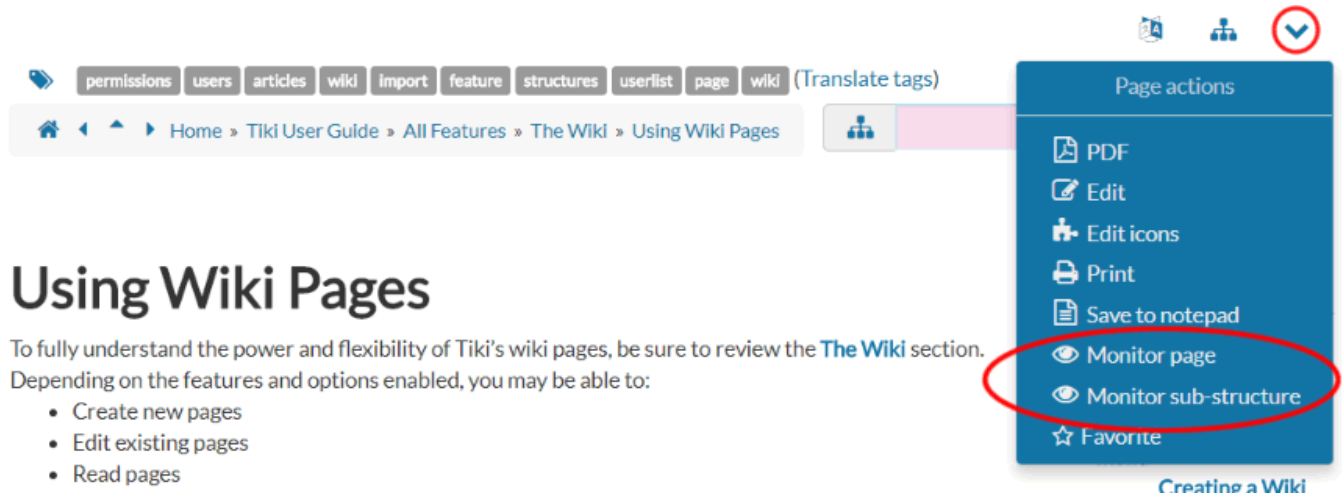 permissions users articles wiki import feature structures userlist page wiki (Translate tags)
Home » Tiki User Guide » All Features » The Wiki » Using Wiki Pages
Page actions
PDF
Edit
Edit icons
Print
Save to notepad
Monitor page
Monitor sub-structure
Favorite
Using Wiki Pages
To fully understand the power and flexibility of Tiki's wiki pages, be sure to review the The Wiki section.
Depending on the features and options enabled, you may be able to:
• Create new pages
• Edit existing pages
• Read pages
Creating a Wiki